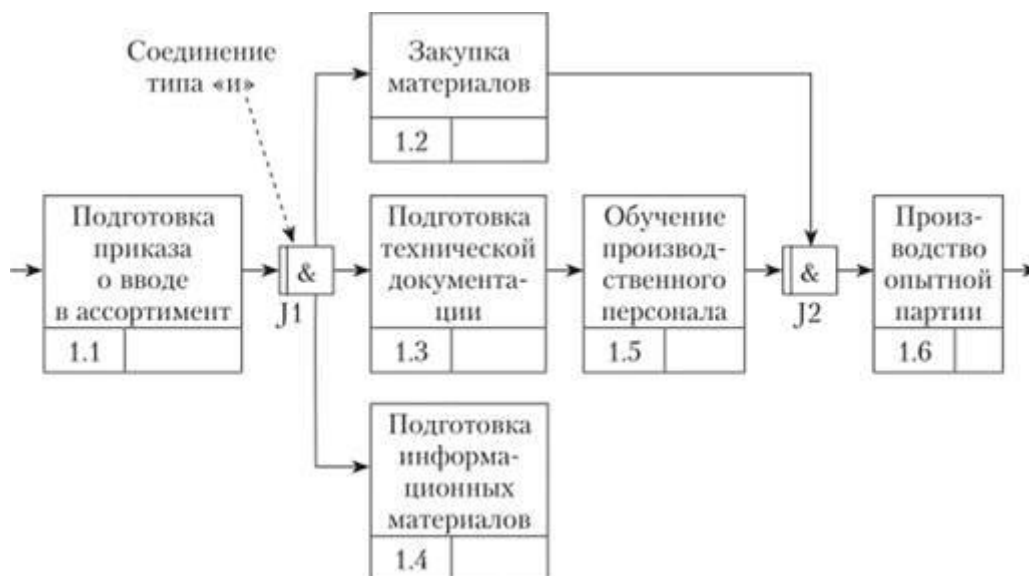 Соединение
типа «и»
Закупка
материалов
1.2
Подготовка
приказа
о вводе
в ассортимент
1.1
&
J1
Подготовка
технической
документа-
ции
1.3
Обучение
производ-
ственного
персонала
1.5
&
J2
Произ-
водство
опытной
партии
1.6
Подготовка
информа-
ционных
материалов
1.4